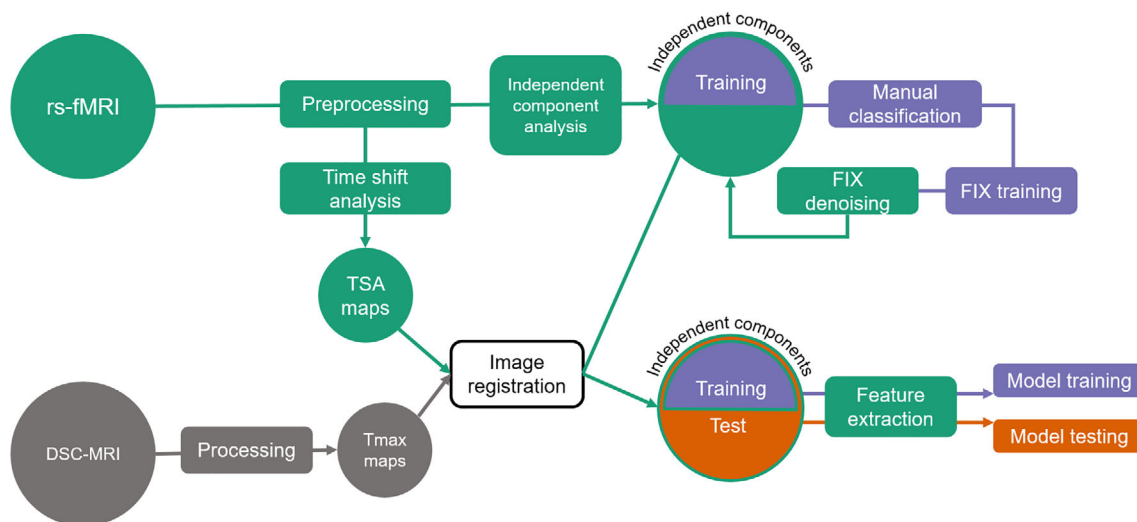 Independent components
rs-fMRI
Preprocessing
Independent
component
analysis
Training
Manual
classification
Time shift
analysis
FIX
denoising
FIX training
TSA
maps
Image
registration
Independent components
Training
Test
Feature
extraction
Model training
Model testing
DSC-MRI
Processing
Tmax
maps